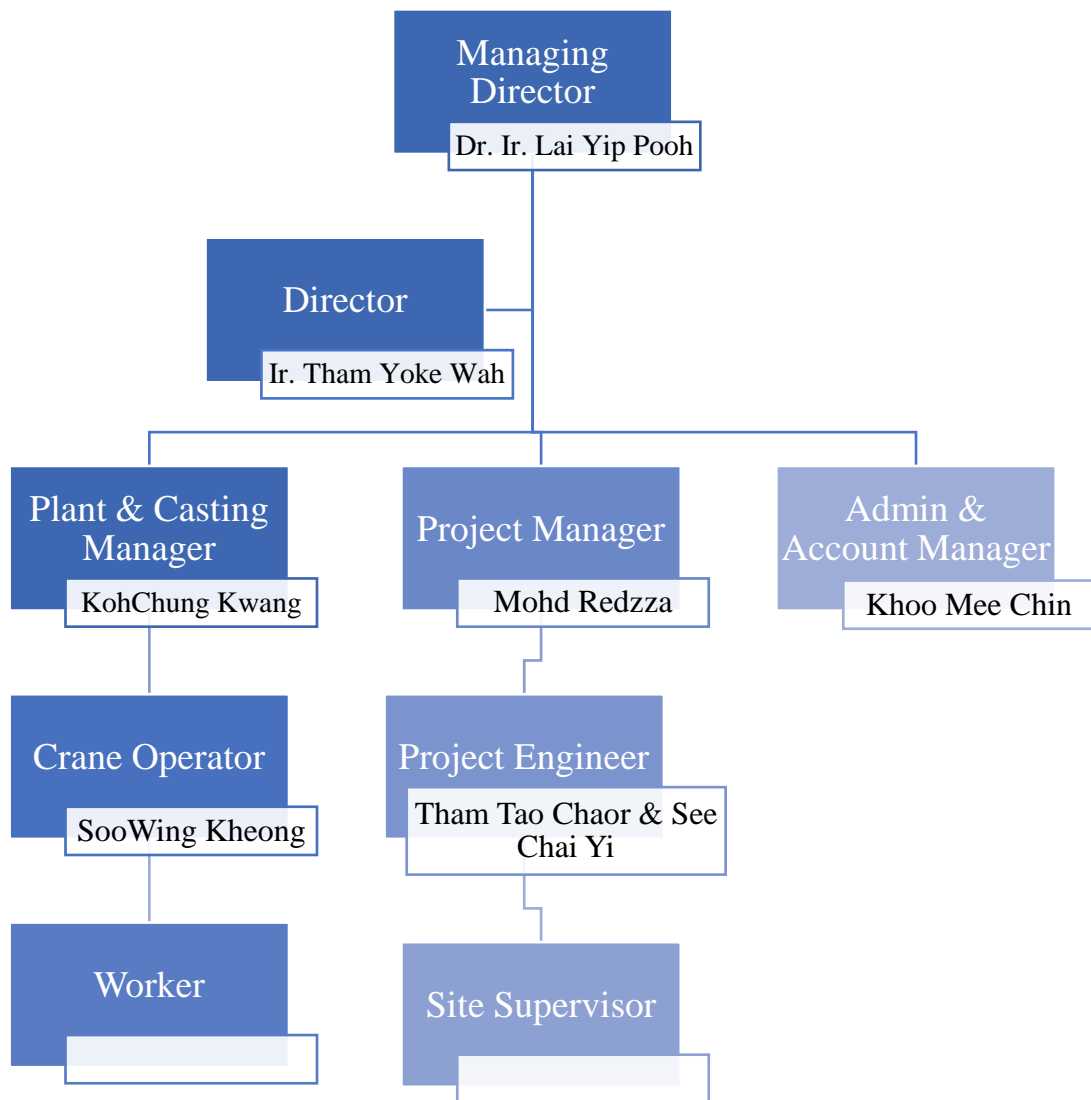 Managing
Director
Dr. Ir. Lai Yip Pooh
Director
Ir. Tham Yoke Wah
Plant & Casting
Manager
KohChung Kwang
Project Manager
Mohd Redzza
Admin &
Account Manager
Khoo Mee Chin
Crane Operator
SooWing Kheong
Project Engineer
Tham Tao Chaor & See
Chai Yi
Worker
Site Supervisor